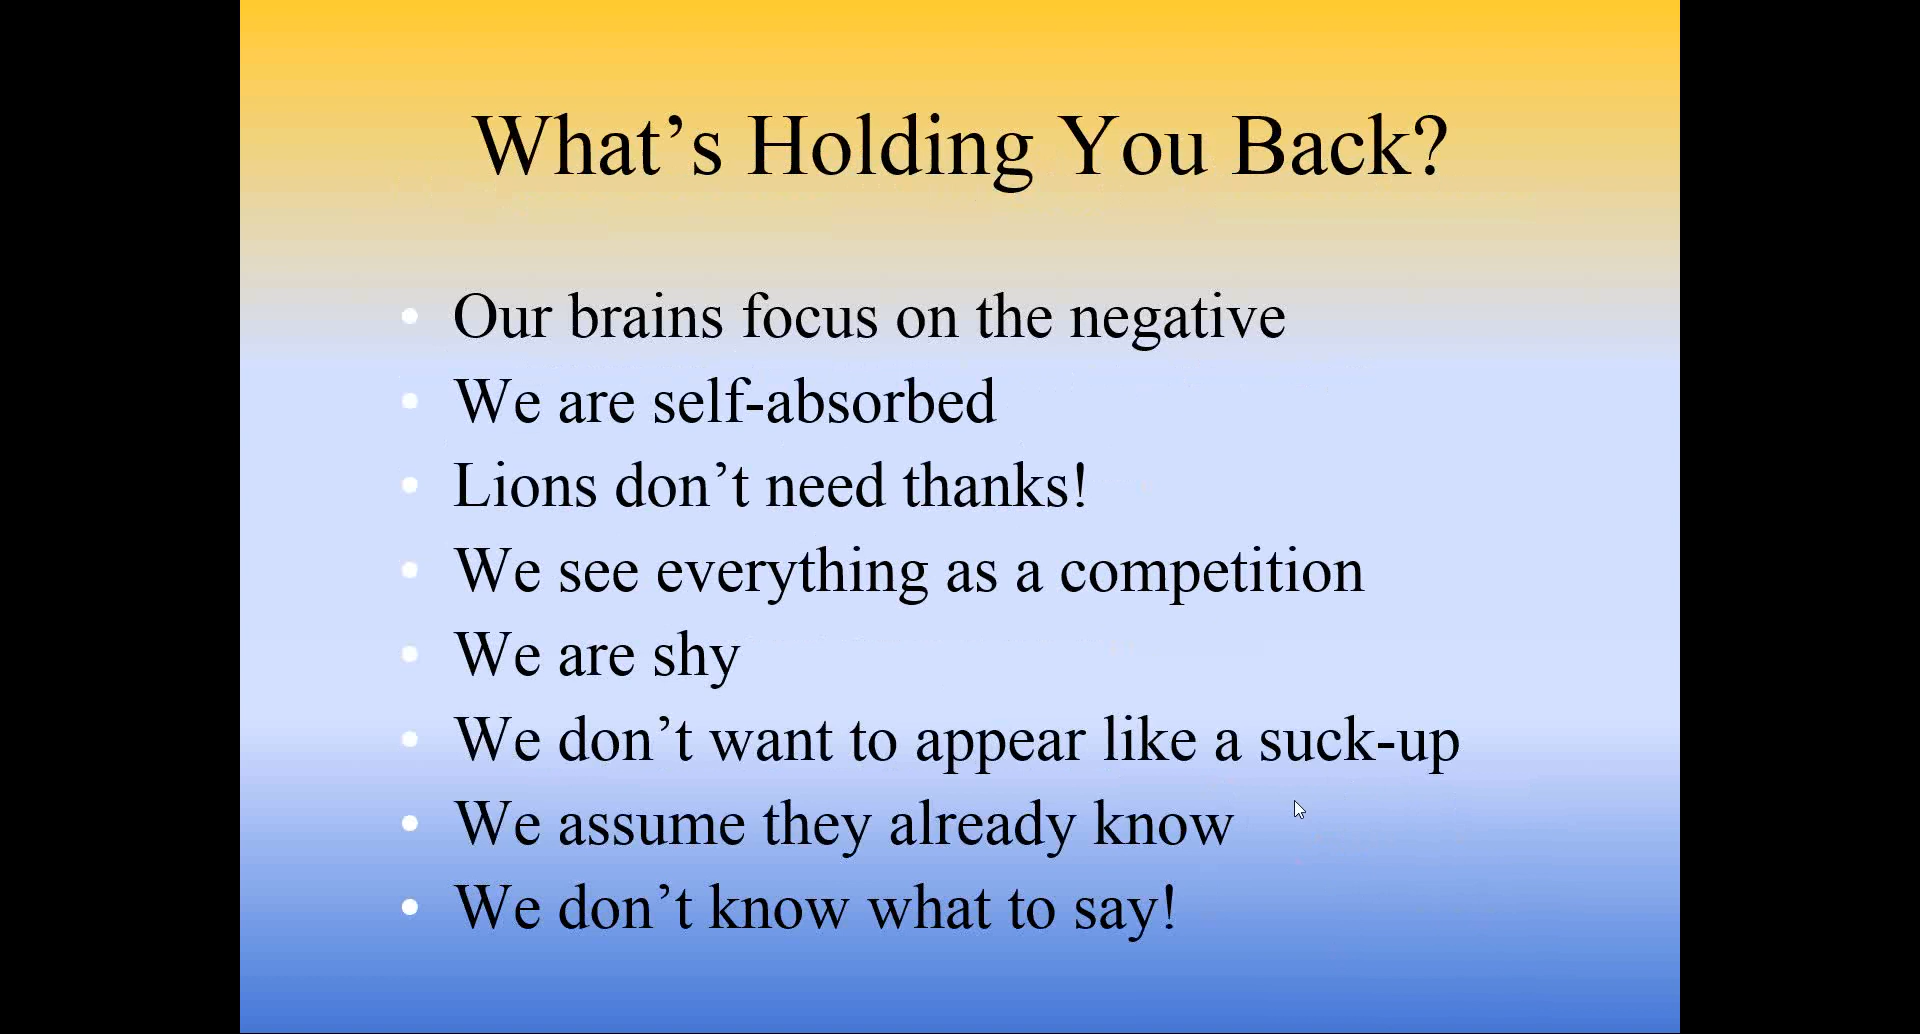 What’s Holding You Back?
• Our brains focus on the negative
• We are self-absorbed
• Lions don’t need thanks!
• We see everything as a competition
• We are shy
• We don’t want to appear like a suck-up
• We assume they already know
• We don’t know what to say!